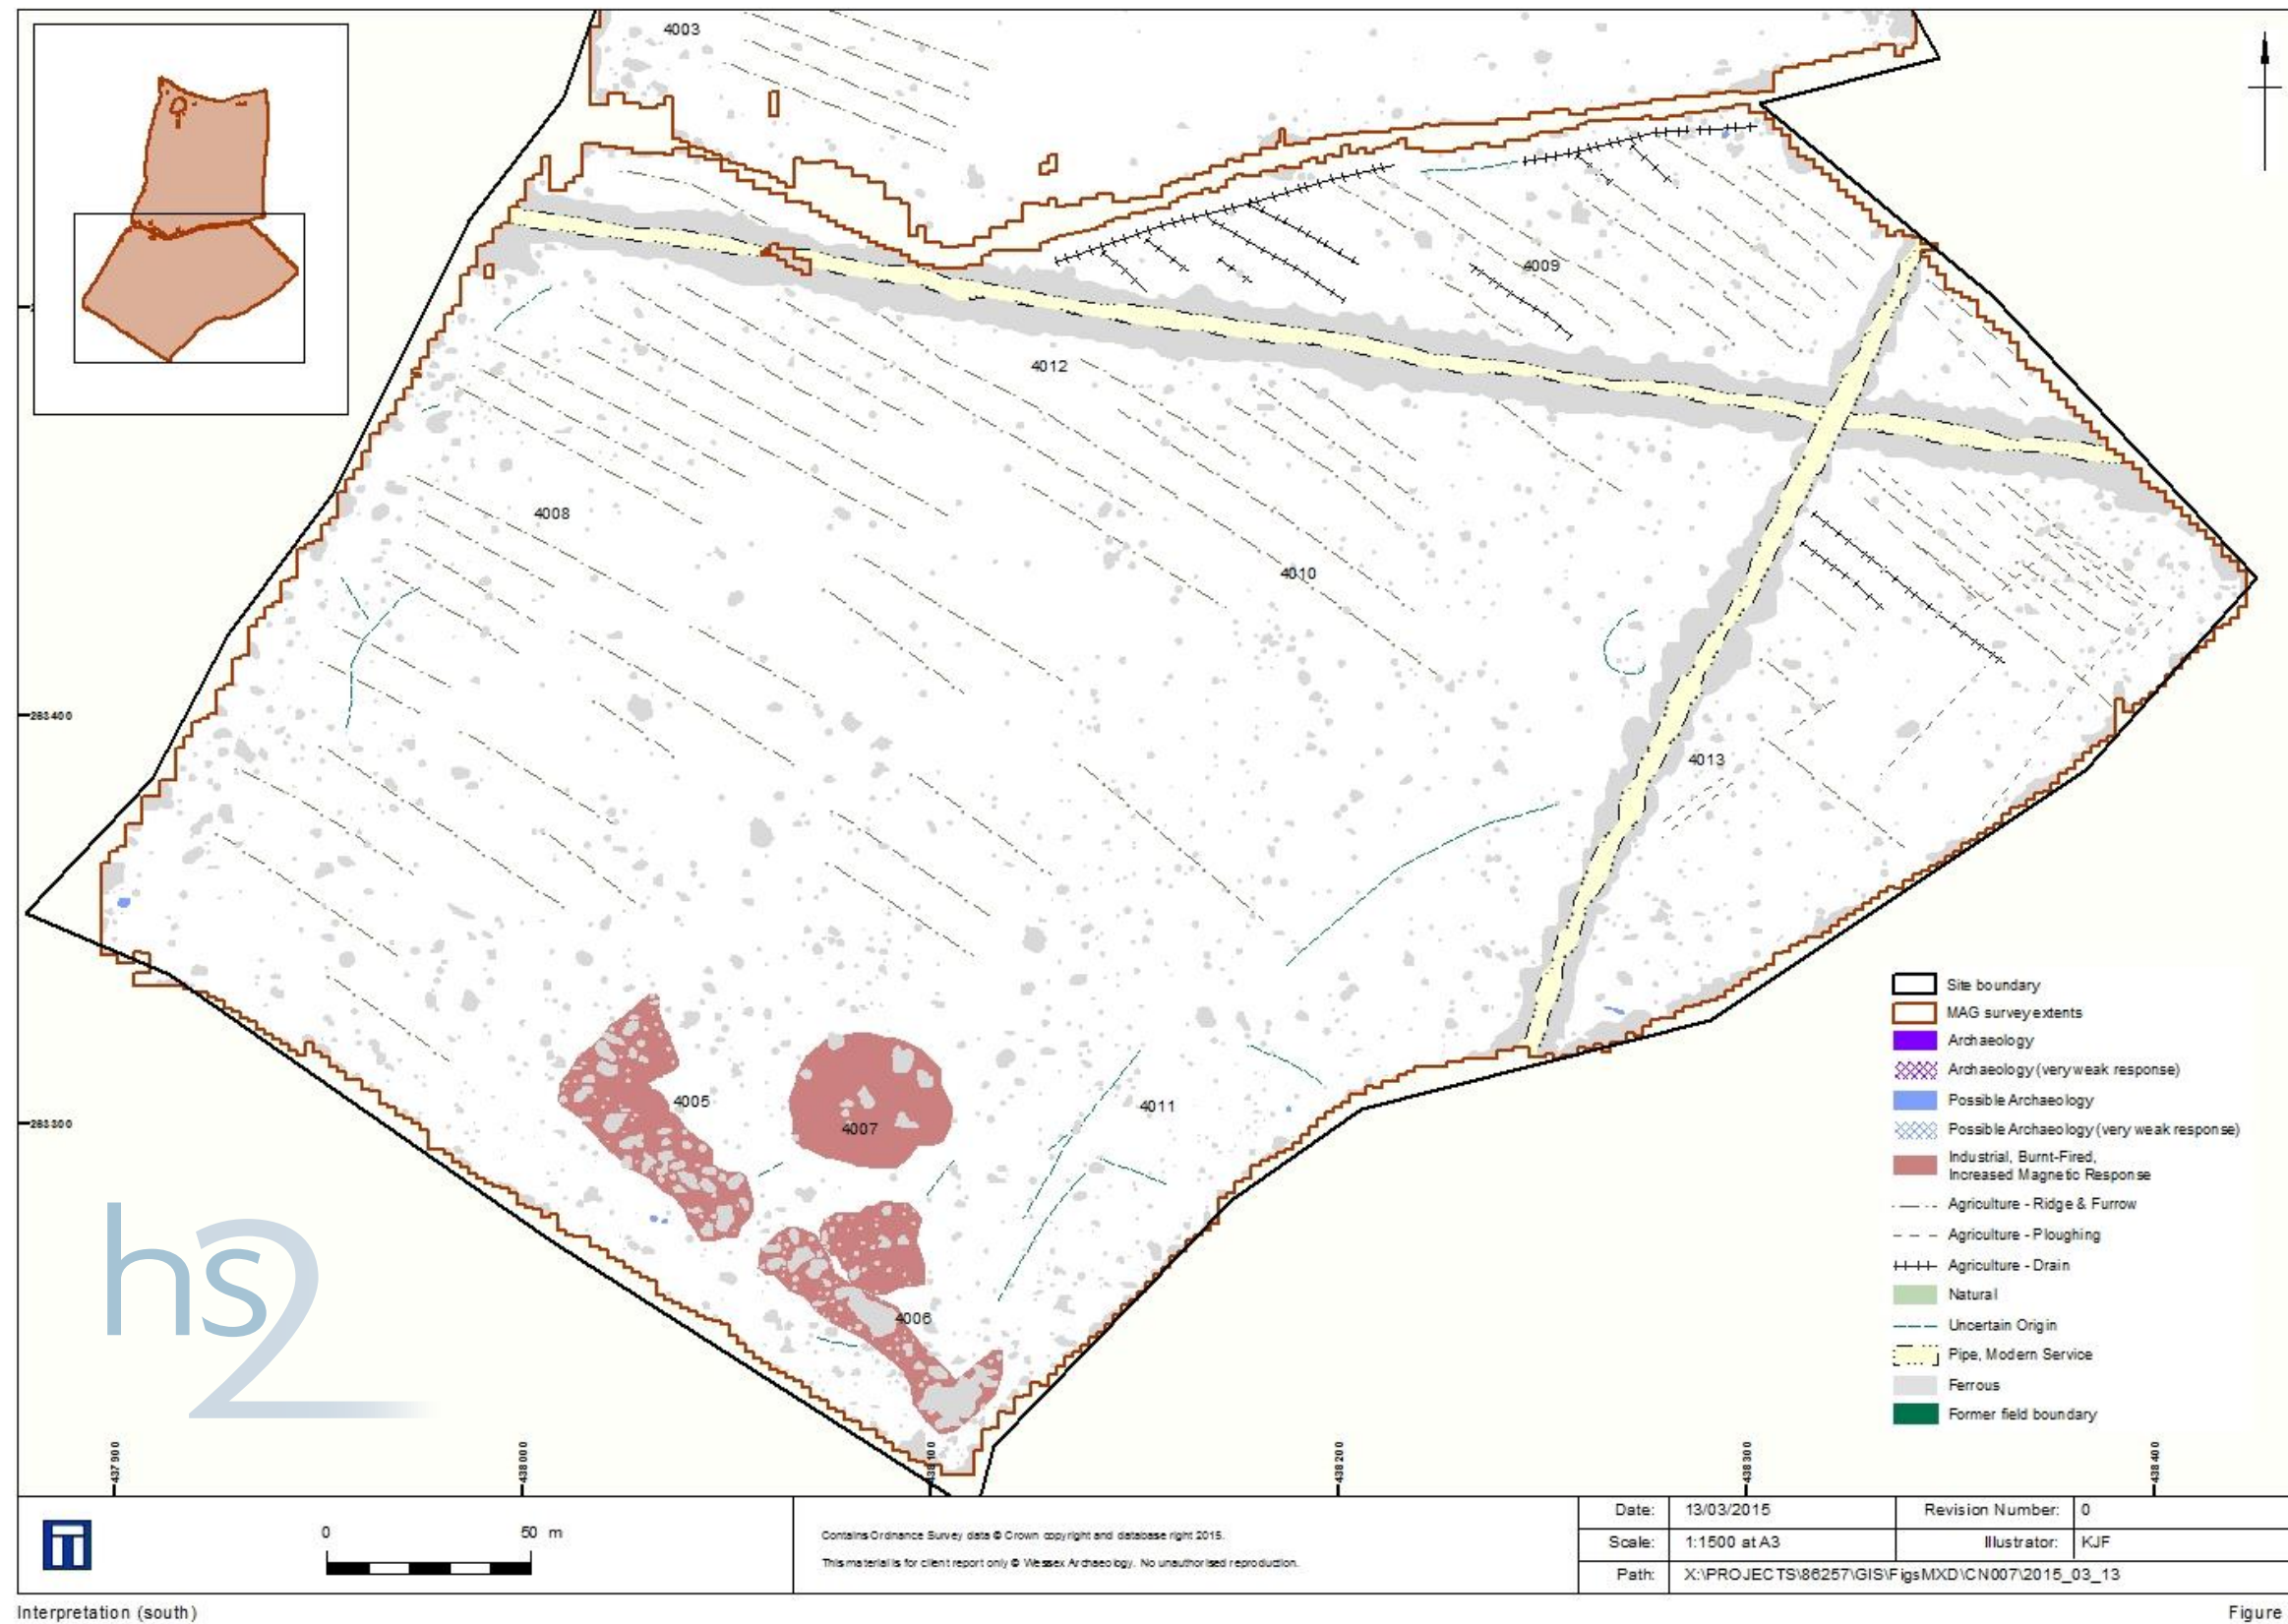 4003
4009
4012
4008
4010
283400
4013
4005
4007
4011
283300
4006
hs2
Site boundary
MAG survey extents
Archaeology
Archaeology (very weak response)
Possible Archaeology
Possible Archaeology (very weak response)
Industrial, Burnt-Fired,
Increased Magnetic Response
Agriculture - Ridge & Furrow
Agriculture - Ploughing
Agriculture - Drain
Natural
Uncertain Origin
Pipe, Modern Service
Ferrous
Former field boundary
437900
438000
438100
438200
438300
438400
0 50 m
Contains Ordnance Survey data © Crown copyright and database right 2015.
This material is for client report only © Wessex Archaeology. No unauthorised reproduction.
Date: 13/03/2015 Revision Number: 0
Scale: 1:1500 at A3 Illustrator: KJF
Path: X:\PROJECTS\86257\GIS\FigsMXD\CN007\2015_03_13
Interpretation (south) Figure